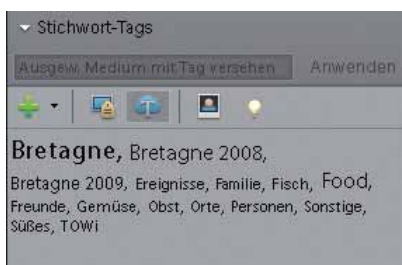 Stichwort-Tags
Ausgew. Medium mit Tag versehen Anwenden
Bretagne, Bretagne 2008,
Bretagne 2009, Ereignisse, Familie, Fisch, Food,
Freunde, Gemüse, Obst, Orte, Personen, Sonstige,
Süßes, TOWi